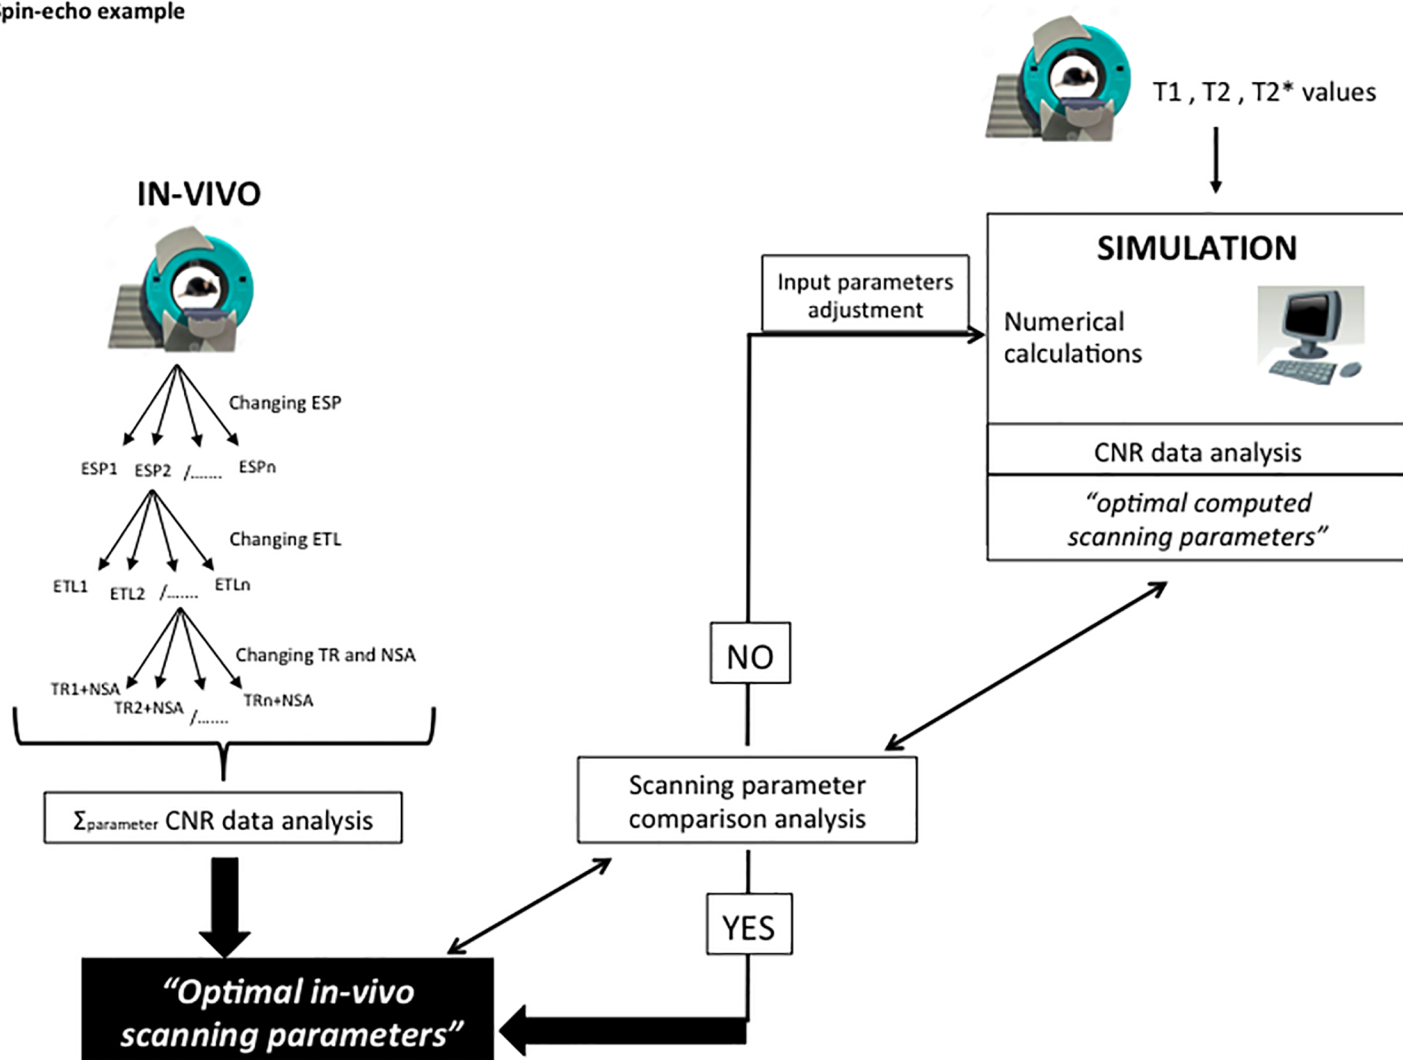 pin-echo example
T1 , T2 , T2* values
IN-VIVO
Changing ESP
ESP1 ESP2 /....... ESPn
Changing ETL
ETL1 ETL2 /....... ETLn
Changing TR and NSA
TR1+NSA TR2+NSA /....... TRn+NSA
Σparameter CNR data analysis
“Optimal in-vivo
scanning parameters”
Input parameters
adjustment
NO
Scanning parameter
comparison analysis
YES
SIMULATION
Numerical
calculations
CNR data analysis
“optimal computed
scanning parameters”